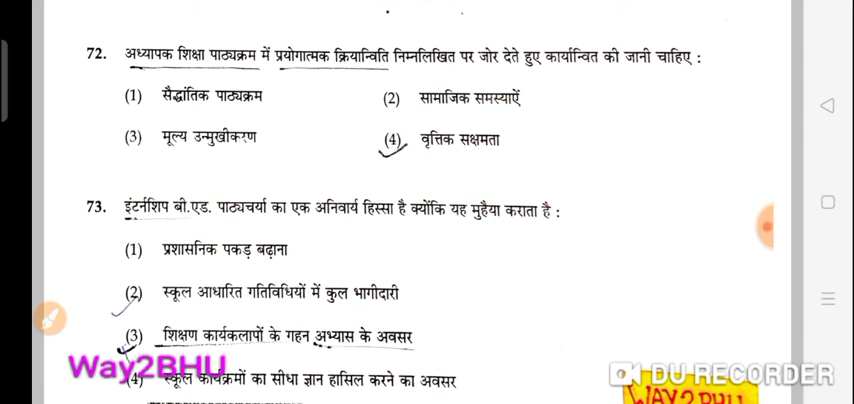 72. अध्यापक शिक्षा पाठ्यक्रम में प्रयोगात्मक क्रियान्विति निम्नलिखित पर जोर देते हुए कार्यान्वित की जानी चाहिए :
(1) सैद्धांतिक पाठ्यक्रम (2) सामाजिक समस्याऐं
(3) मूल्य उन्मुखीकरण (4) वृत्तिक सक्षमता
73. इंटर्नशिप बी.एड. पाठ्यचर्या का एक अनिवार्य हिस्सा है क्योंकि यह मुहैया कराता है :
(1) प्रशासनिक पकड़ बढ़ाना
(2) स्कूल आधारित गतिविधियों में कुल भागीदारी
(3) शिक्षण कार्यकलापों के गहन अभ्यास के अवसर
Way2BHU
DU RECORDER
(4) स्कूल कार्यक्रमों का सीधा ज्ञान हासिल करने का अवसर
WAY2BHU